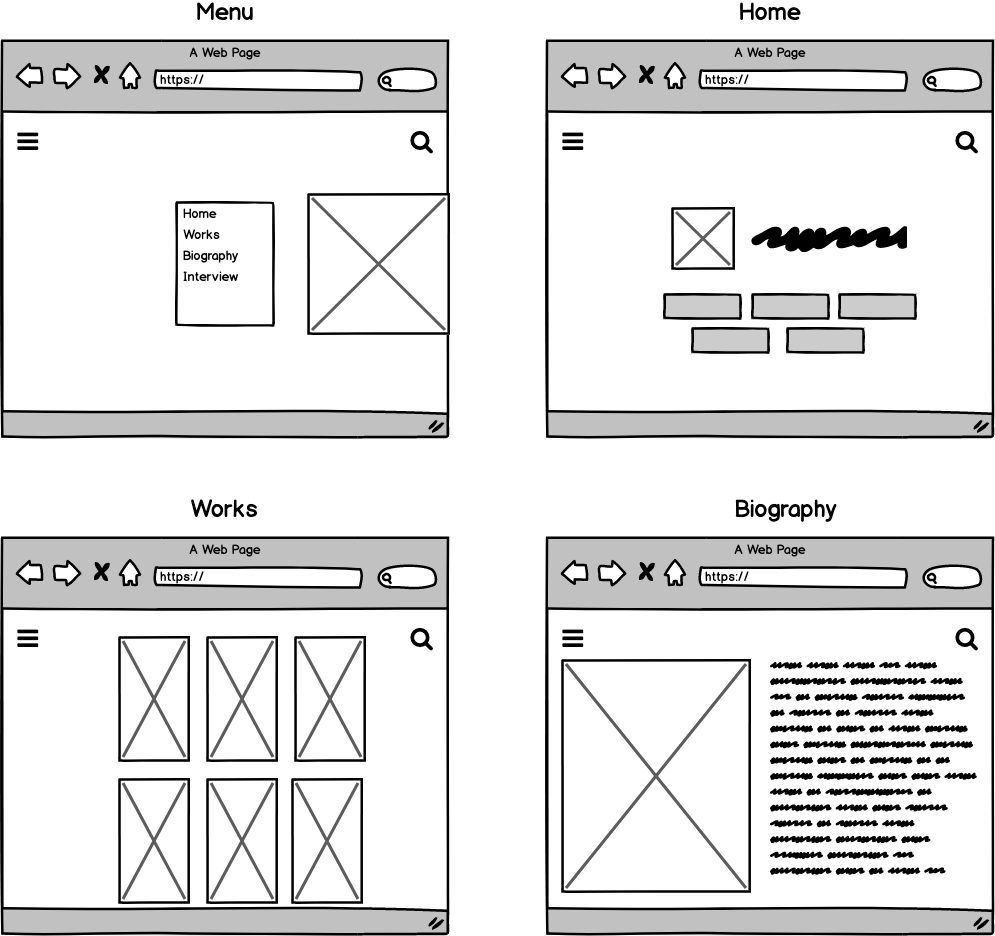 Menu
A Web Page
https://
Home
Works
Biography
Interview
Home
A Web Page
https://
Works
A Web Page
https://
Biography
A Web Page
https://